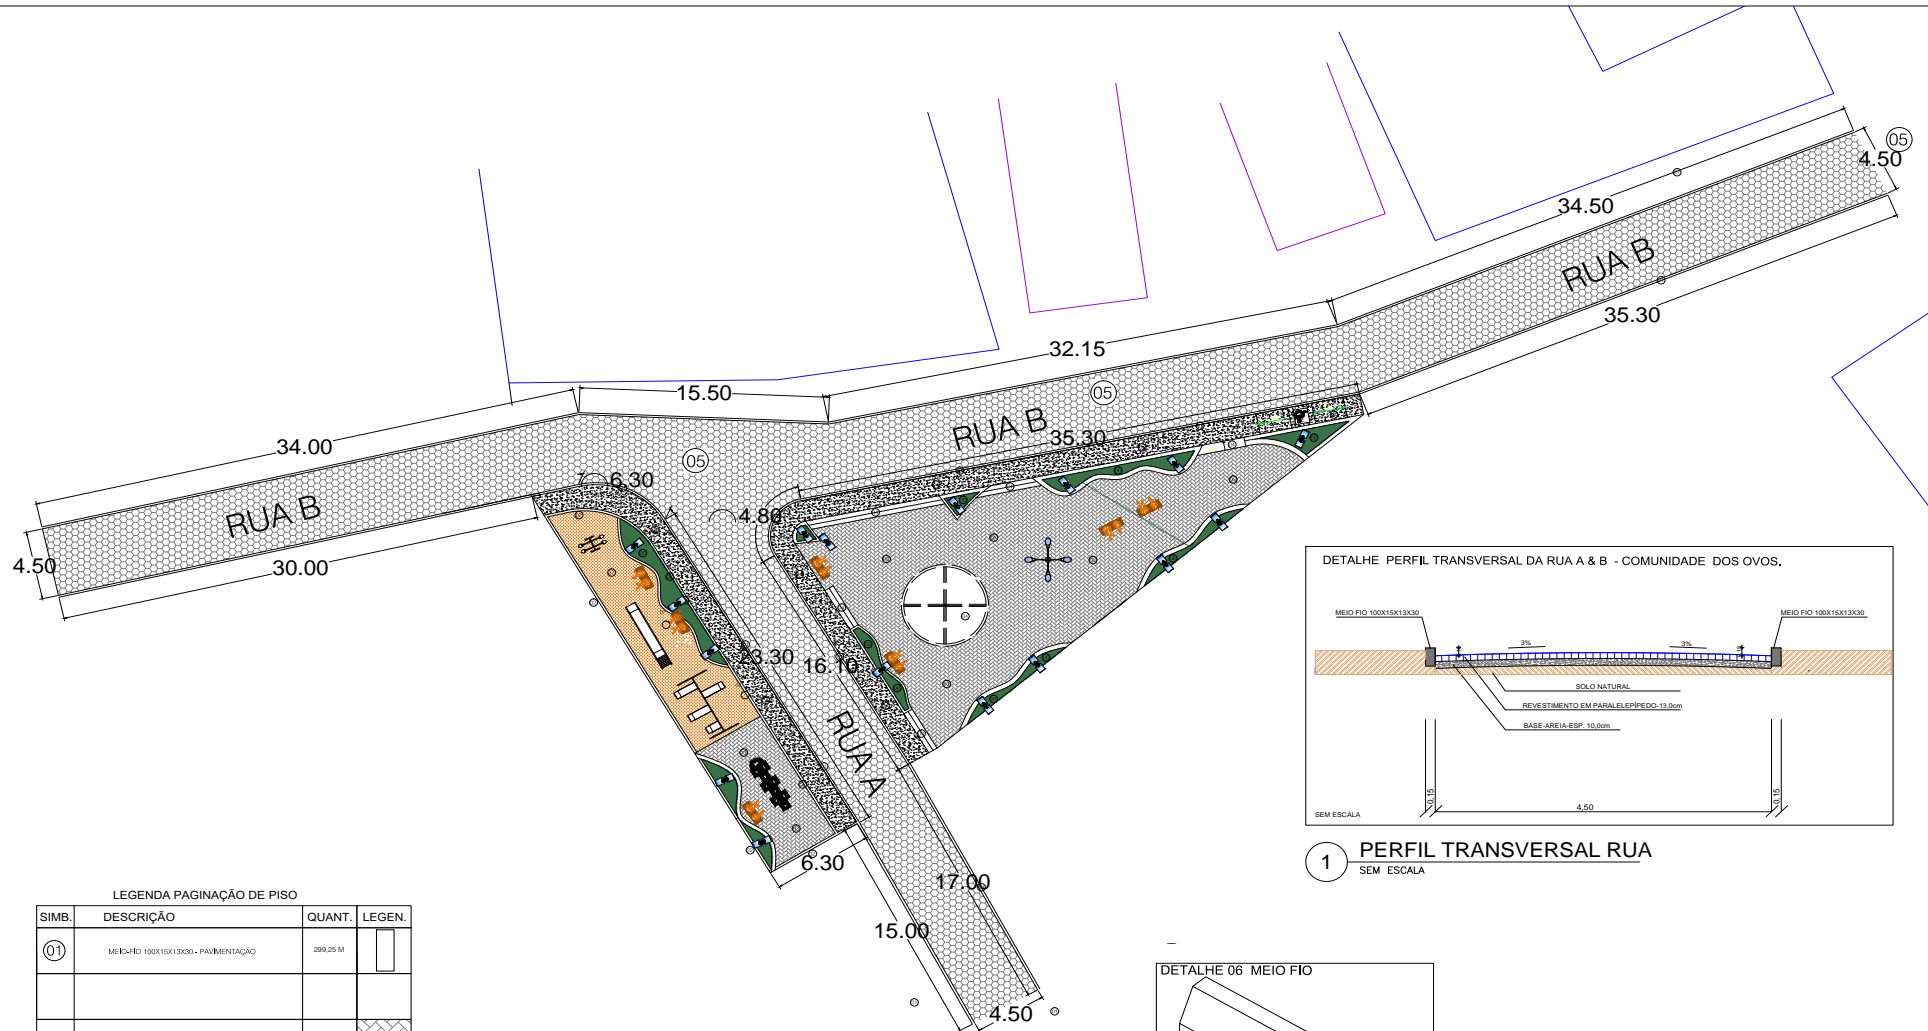 05
4.50
34.50
RUA B
35.30
32.15
15.50
05
RUA B
35.30
34.00
05
6.30
RUA B
4.80
4.50
30.00
23.30
16.10
RUA A
6.30
17.00
15.00
4.50
DETALHE PERFIL TRANSVERSAL DA RUA A & B - COMUNIDADE DOS OVOS.
MEIO FIO 100X15X13X30
MEIO FIO 100X15X13X30
3%
3%
SOLO NATURAL
REVESTIMENTO EM PARALELEPÍPEDO-13,0cm
BASE-AREIA-ESP. 10,0cm
0,15
4,50
0,15
SEM ESCALA
1
PERFIL TRANSVERSAL RUA
SEM ESCALA
LEGENDA PAGINAÇÃO DE PISO
SIMB. DESCRIÇÃO QUANT. LEGEN.
01 MEIO-FIO 100X15X13X30 - PAVIMENTAÇÃO 299,25 M
DETALHE 06 MEIO FIO